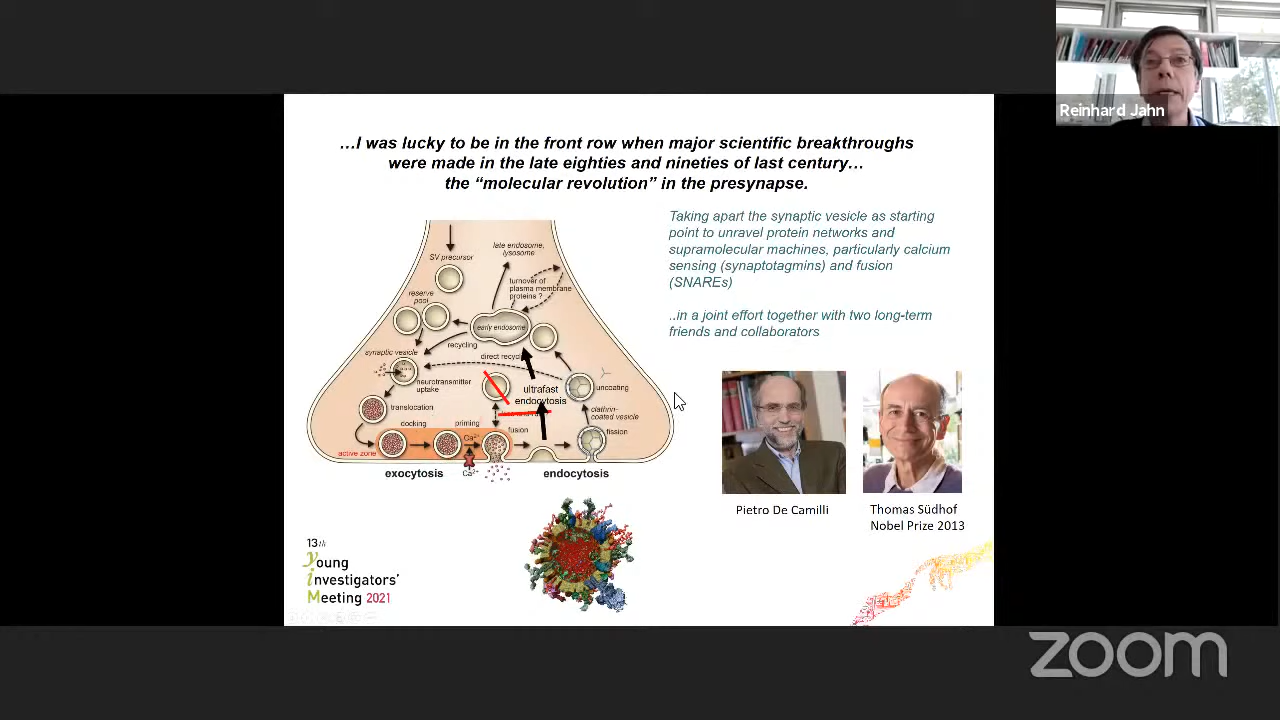 Reinhard Jahn
…I was lucky to be in the front row when major scientific breakthroughs
were made in the late eighties and nineties of last century…
the “molecular revolution” in the presynapse.
Taking apart the synaptic vesicle as starting
point to unravel protein networks and
supramolecular machines, particularly calcium
sensing (synaptotagmins) and fusion
(SNAREs)
..in a joint effort together with two long-term
friends and collaborators
SV precursor
late endosome,
lysosome
reserve
pool
turnover of
plasma membrane
proteins ?
early endosome
recycling
synaptic vesicle
direct
neurotransmitter
uptake
ultrafast
endocytosis
uncoating
translocation
clathrin-
coated vesicle
docking
priming
Ca2+
fusion
fission
active zone
Ca2+
exocytosis
endocytosis
Pietro De Camilli
Thomas Südhof
Nobel Prize 2013
13th
Young
investigators’
Meeting 2021
zoom